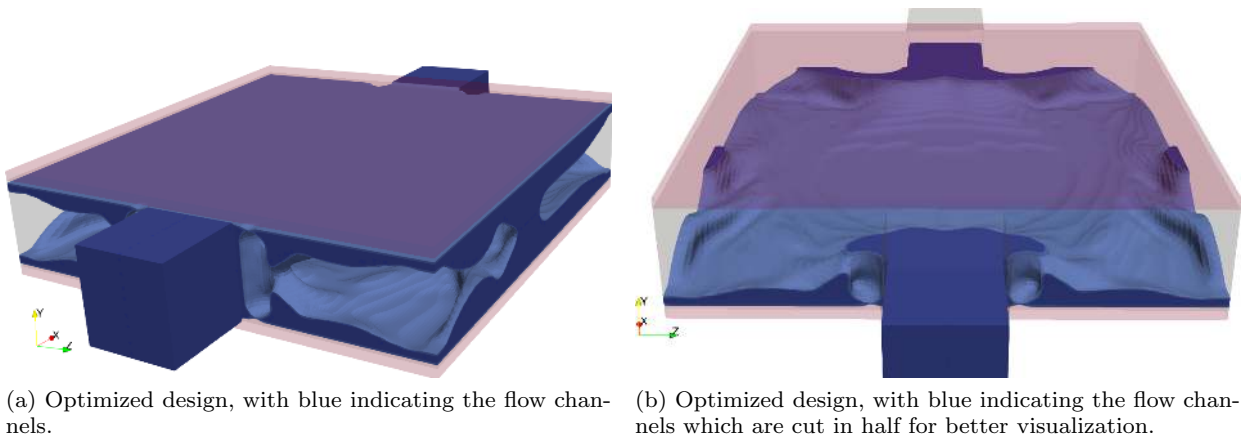 Y
X
Z
(a) Optimized design, with blue indicating the flow chan-
nels.
Y
X
Z
(b) Optimized design, with blue indicating the flow chan-
nels which are cut in half for better visualization.